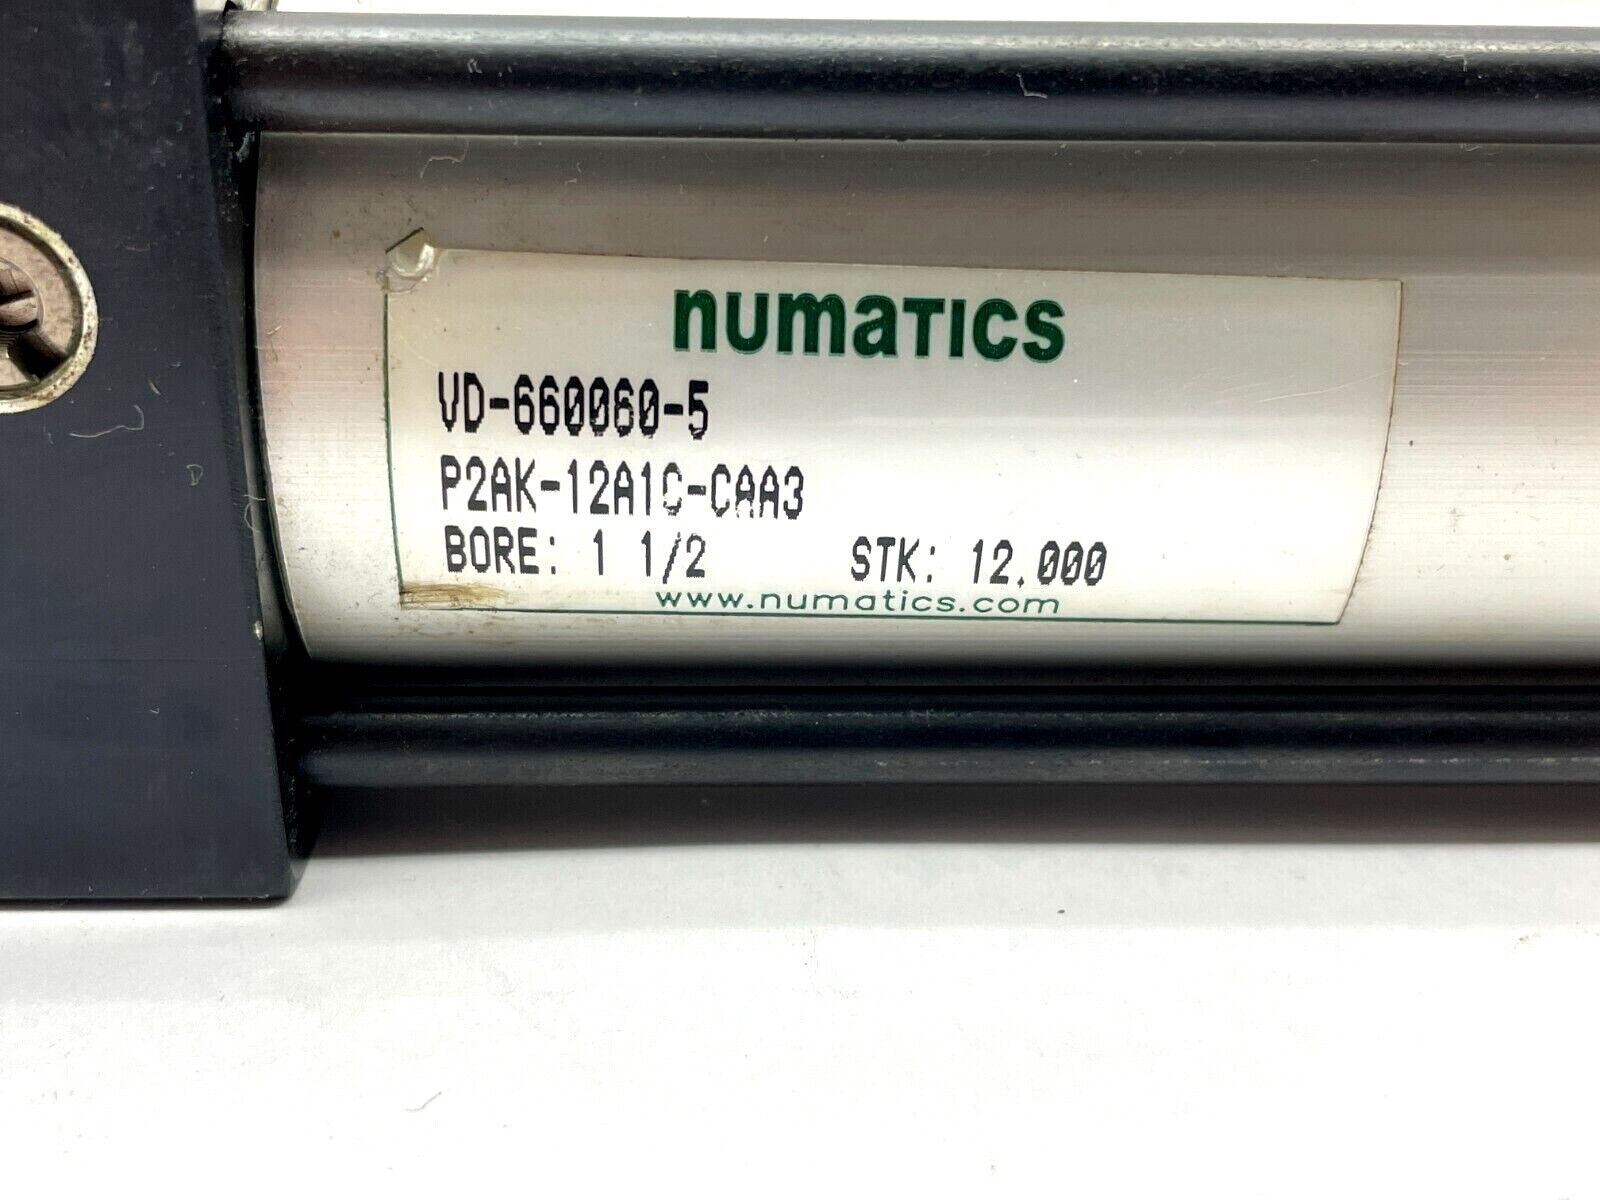 numatics
VD-660060-5
P2AK-12A1C-CAA3
BORE: 1 1/2 STK: 12.000
www.numatics.com